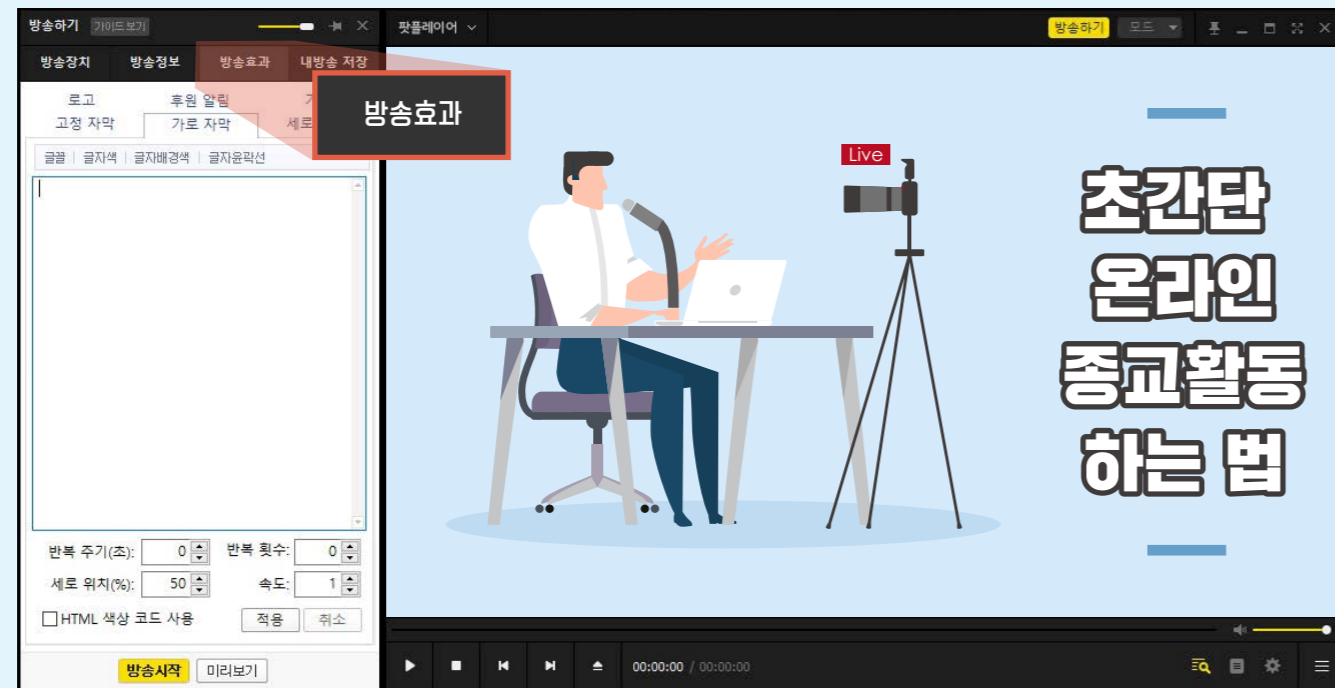 방송하기 가이드 보기
팟플레이어
방송하기 모드
방송장치 방송정보 방송효과 내방송 저장
방송효과
로고 후원 알림
고정 자막 가로 자막 세로
글꼴 | 글자색 | 글자배경색 | 글자윤곽선
Live
초간단
온라인
종교활동
하는 법
반복 주기(초): 0 반복 횟수: 0
세로 위치(%): 50 속도: 1
HTML 색상 코드 사용 적용 취소
방송시작 미리보기
00:00:00 / 00:00:00